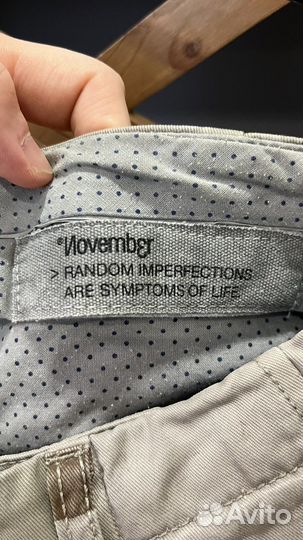 °November
> RANDOM IMPERFECTIONS
ARE SYMPTOMS OF LIFE.
Avito